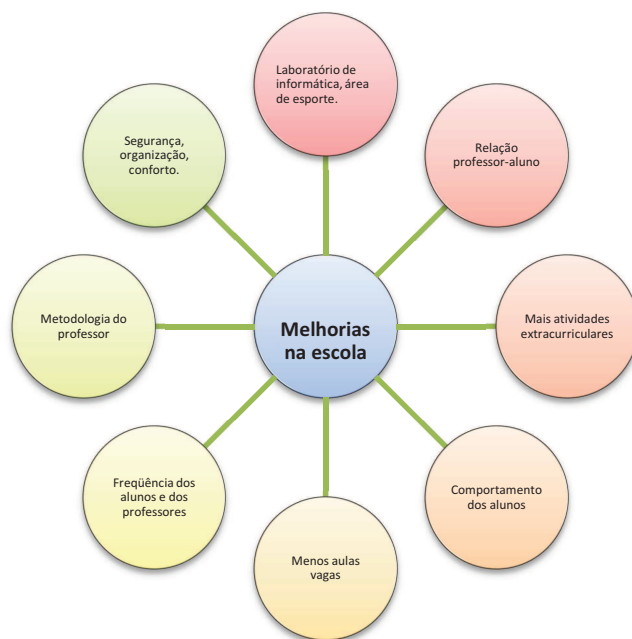 Laboratório de
informática, área
de esporte.
Relação
professor-aluno
Mais atividades
extracurriculares
Comportamento
dos alunos
Menos aulas
vagas
Freqüência dos
alunos e dos
professores
Metodologia do
professor
Segurança,
organização,
conforto.
Melhorias
na escola